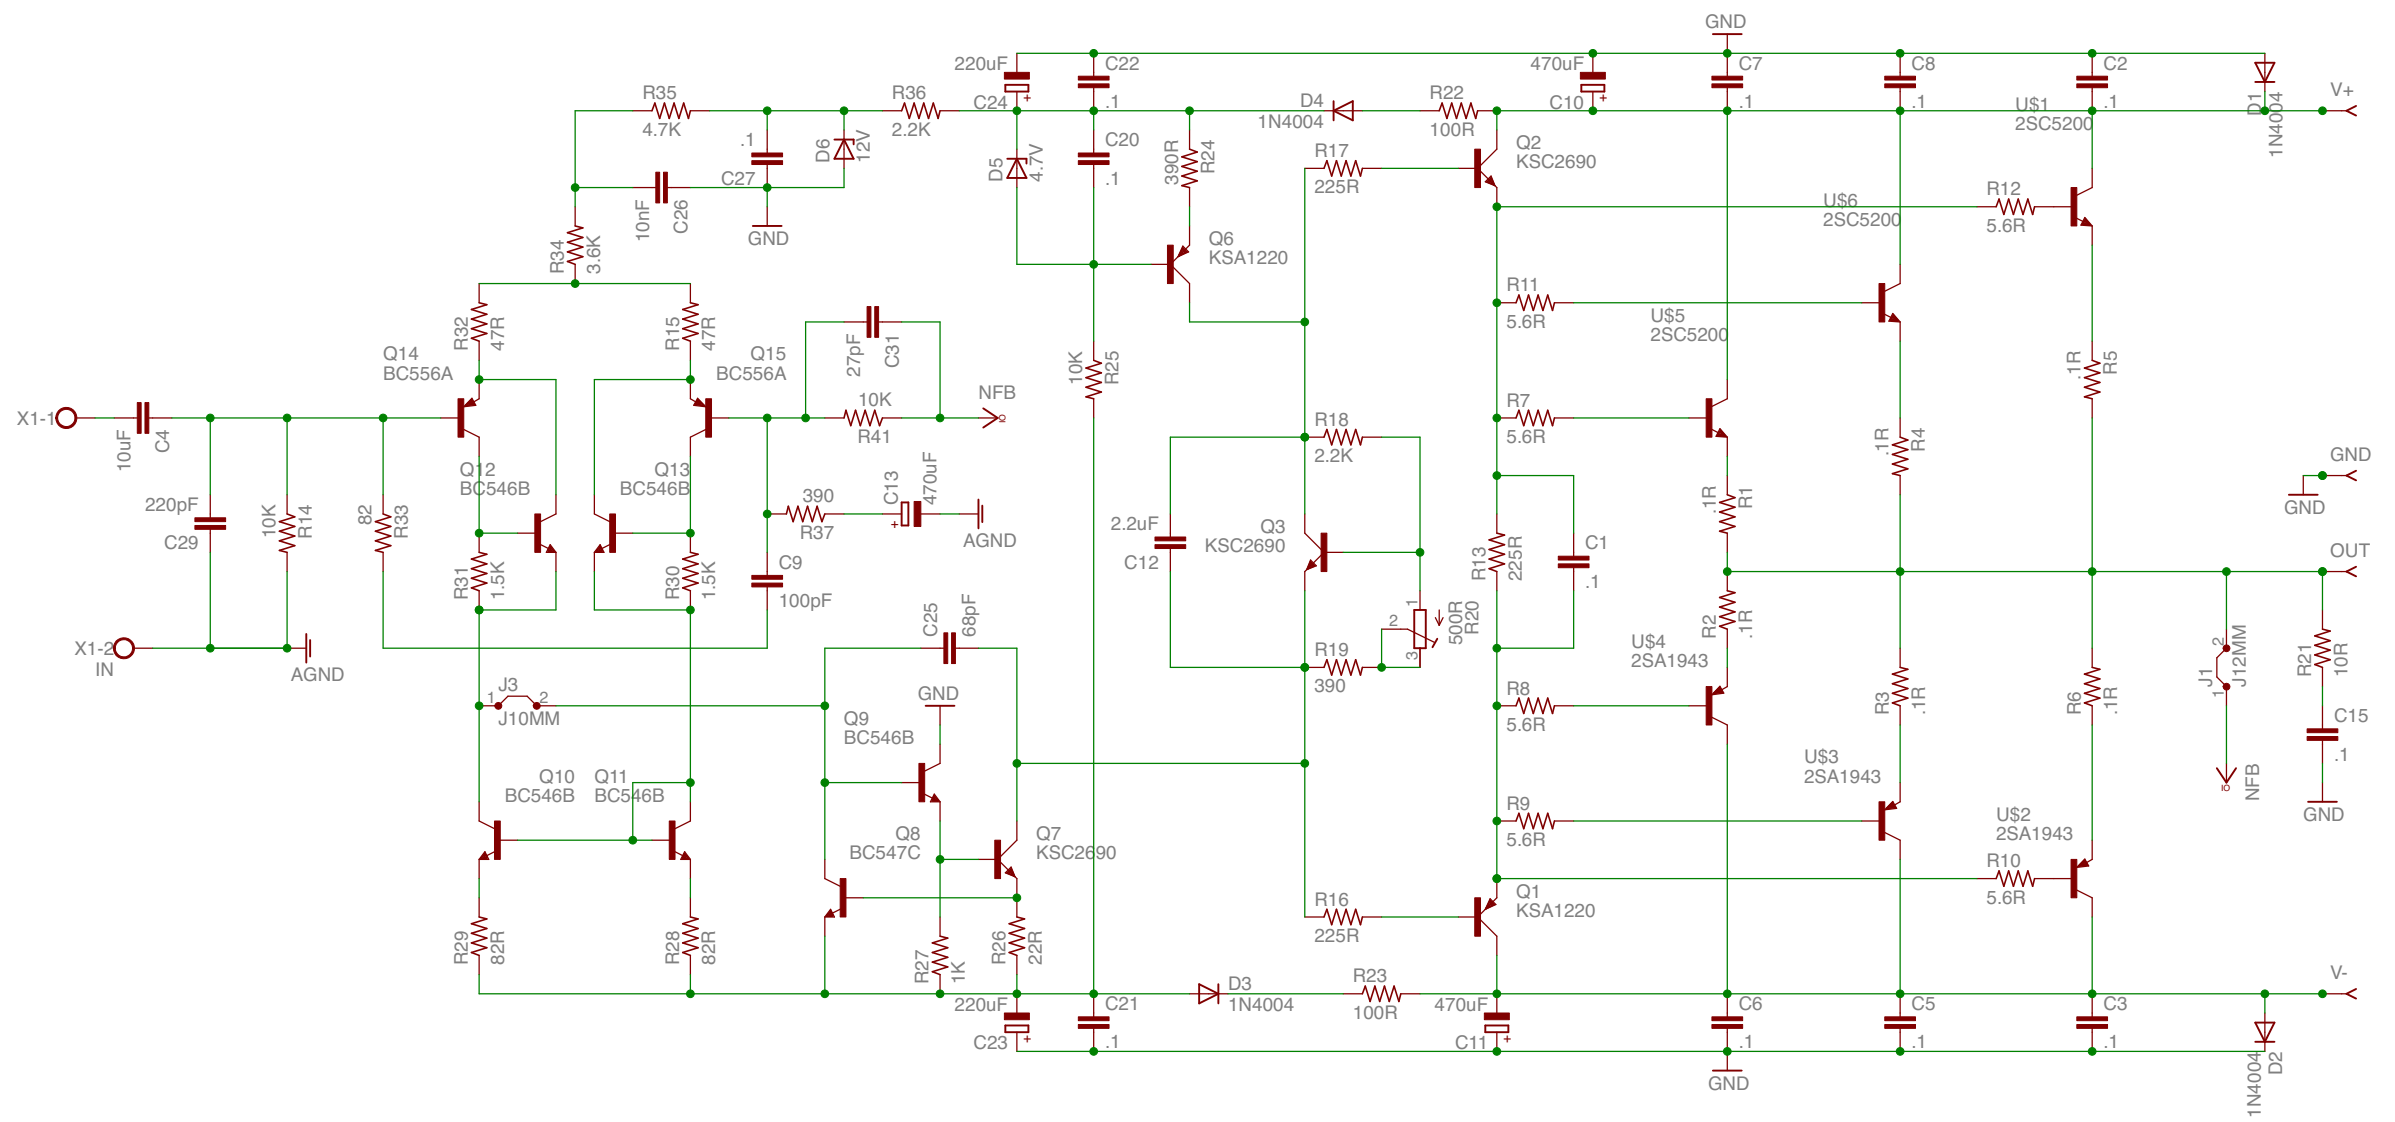 GND
220uF
C24
+
C22
.1
470uF
C10
+
C7
.1
C8
.1
C2
.1
D1
1N4004
V+
R35
4.7K
R36
2.2K
.1
C27
D6
12V
D5
4.7V
C20
.1
390R
R24
D4
1N4004
R22
100R
U$1
2SC5200
Q2
KSC2690
R17
225R
10nF
C26
GND
R34
3.6K
Q6
KSA1220
U$6
2SC5200
R12
5.6R
R11
5.6R
U$5
2SC5200
R32
47R
R15
47R
Q14
BC556A
Q15
BC556A
27pF
C31
10K
R41
NFB
10K
R25
.1R
R5
X1-1
10uF
C4
R18
2.2K
R7
5.6R
.1R
R4
Q12
BC546B
Q13
BC546B
220pF
C29
10K
R14
82
R33
390
R37
C13
+
470uF
AGND
.1R
R1
GND
GND
R31
1.5K
R30
1.5K
C9
100pF
2.2uF
C12
Q3
KSC2690
R13
225R
C1
.1
OUT
1
2
3
500R
R20
R2
.1R
X1-2
IN
AGND
C25
68pF
R19
390
U$4
2SA1943
R3
.1R
R6
.1R
J1
2
1
J12MM
R21
10R
1
J3
2
J10MM
GND
Q9
BC546B
R8
5.6R
C15
.1
NFB
GND
U$3
2SA1943
Q10
BC546B
Q11
BC546B
Q8
BC547C
Q7
KSC2690
R9
5.6R
U$2
2SA1943
R10
5.6R
R16
225R
Q1
KSA1220
R29
82R
R28
82R
R27
1K
R26
22R
D3
1N4004
R23
100R
V-
220uF
C23
+
C21
.1
470uF
C11
+
C6
.1
C5
.1
C3
.1
1N4004
D2
GND